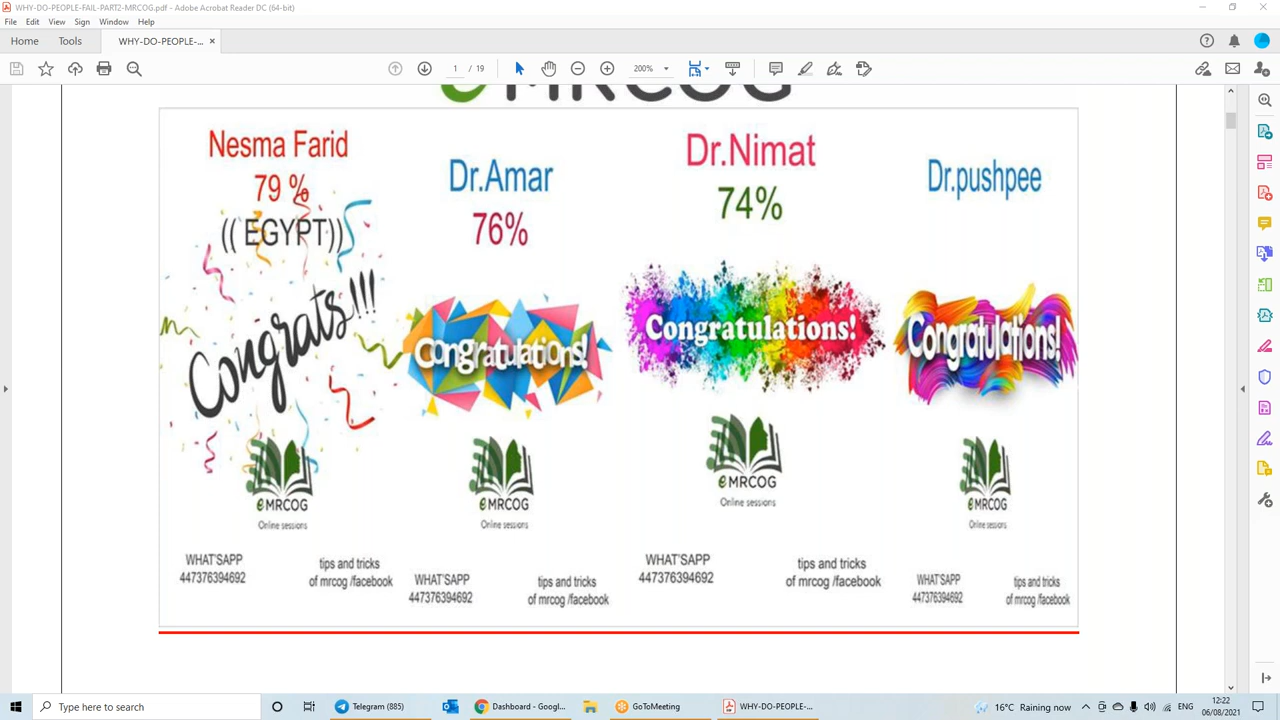 WHY-DO-PEOPLE-FAIL-PART2-MRCOG.pdf - Adobe Acrobat Reader DC (64-bit)
File Edit View Sign Window Help
Home Tools WHY-DO-PEOPLE-... ×
1 / 19 200%
eMRCOG
Nesma Farid
79 %
(( EGYPT))
Congrats!!!
eMRCOG
Online sessions
WHAT'SAPP
447376394692
tips and tricks
of mrcog /facebook
Dr.Amar
76%
Congratulations!
eMRCOG
Online sessions
WHAT'SAPP
447376394692
tips and tricks
of mrcog /facebook
Dr.Nimat
74%
Congratulations!
eMRCOG
Online sessions
WHAT'SAPP
447376394692
tips and tricks
of mrcog /facebook
Dr.pushpee
Congratulations!
eMRCOG
Online sessions
WHAT'SAPP
447376394692
tips and tricks
of mrcog /facebook
Type here to search
Telegram (885)
Dashboard - Googl...
GoToMeeting
WHY-DO-PEOPLE-...
16°C Raining now
ENG
12:22
06/08/2021